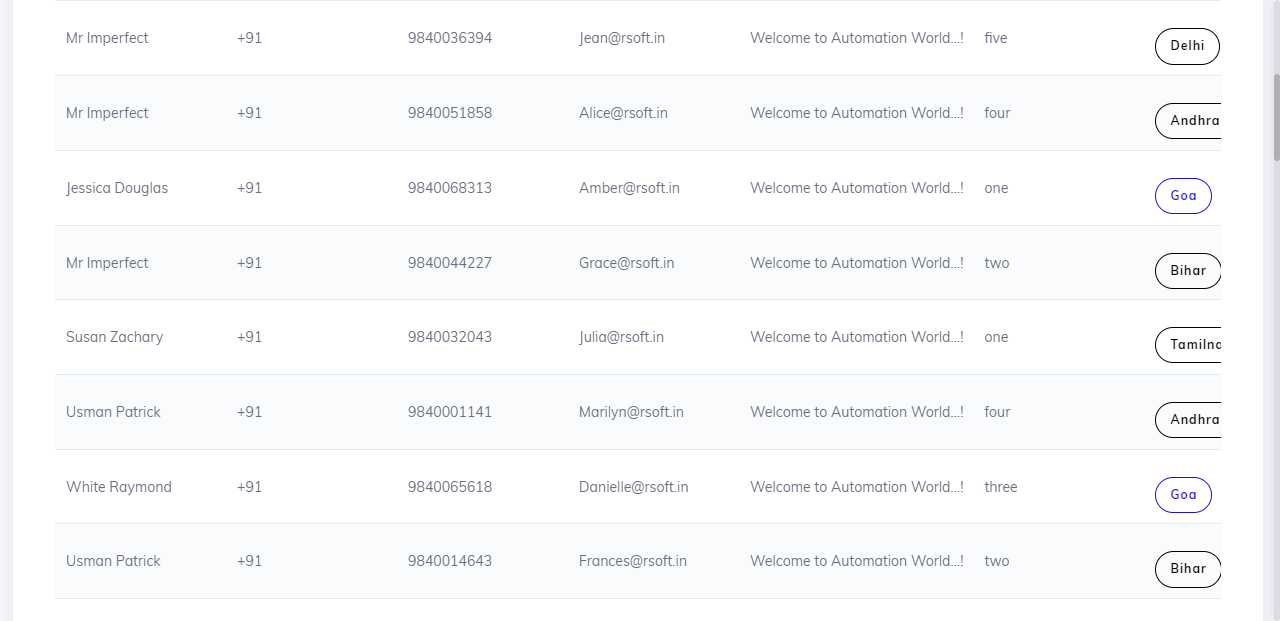 Mr Imperfect +91 9840036394 Jean@rsoft.in Welcome to Automation World...! five Delhi
Mr Imperfect +91 9840051858 Alice@rsoft.in Welcome to Automation World...! four Andhra
Jessica Douglas +91 9840068313 Amber@rsoft.in Welcome to Automation World...! one Goa
Mr Imperfect +91 9840044227 Grace@rsoft.in Welcome to Automation World...! two Bihar
Susan Zachary +91 9840032043 Julia@rsoft.in Welcome to Automation World...! one
Usman Patrick +91 9840001141 Marilyn@rsoft.in Welcome to Automation World...! four Andhra
White Raymond +91 9840065618 Danielle@rsoft.in Welcome to Automation World...! three Goa
Usman Patrick +91 9840014643 Frances@rsoft.in Welcome to Automation World...! two Bihar